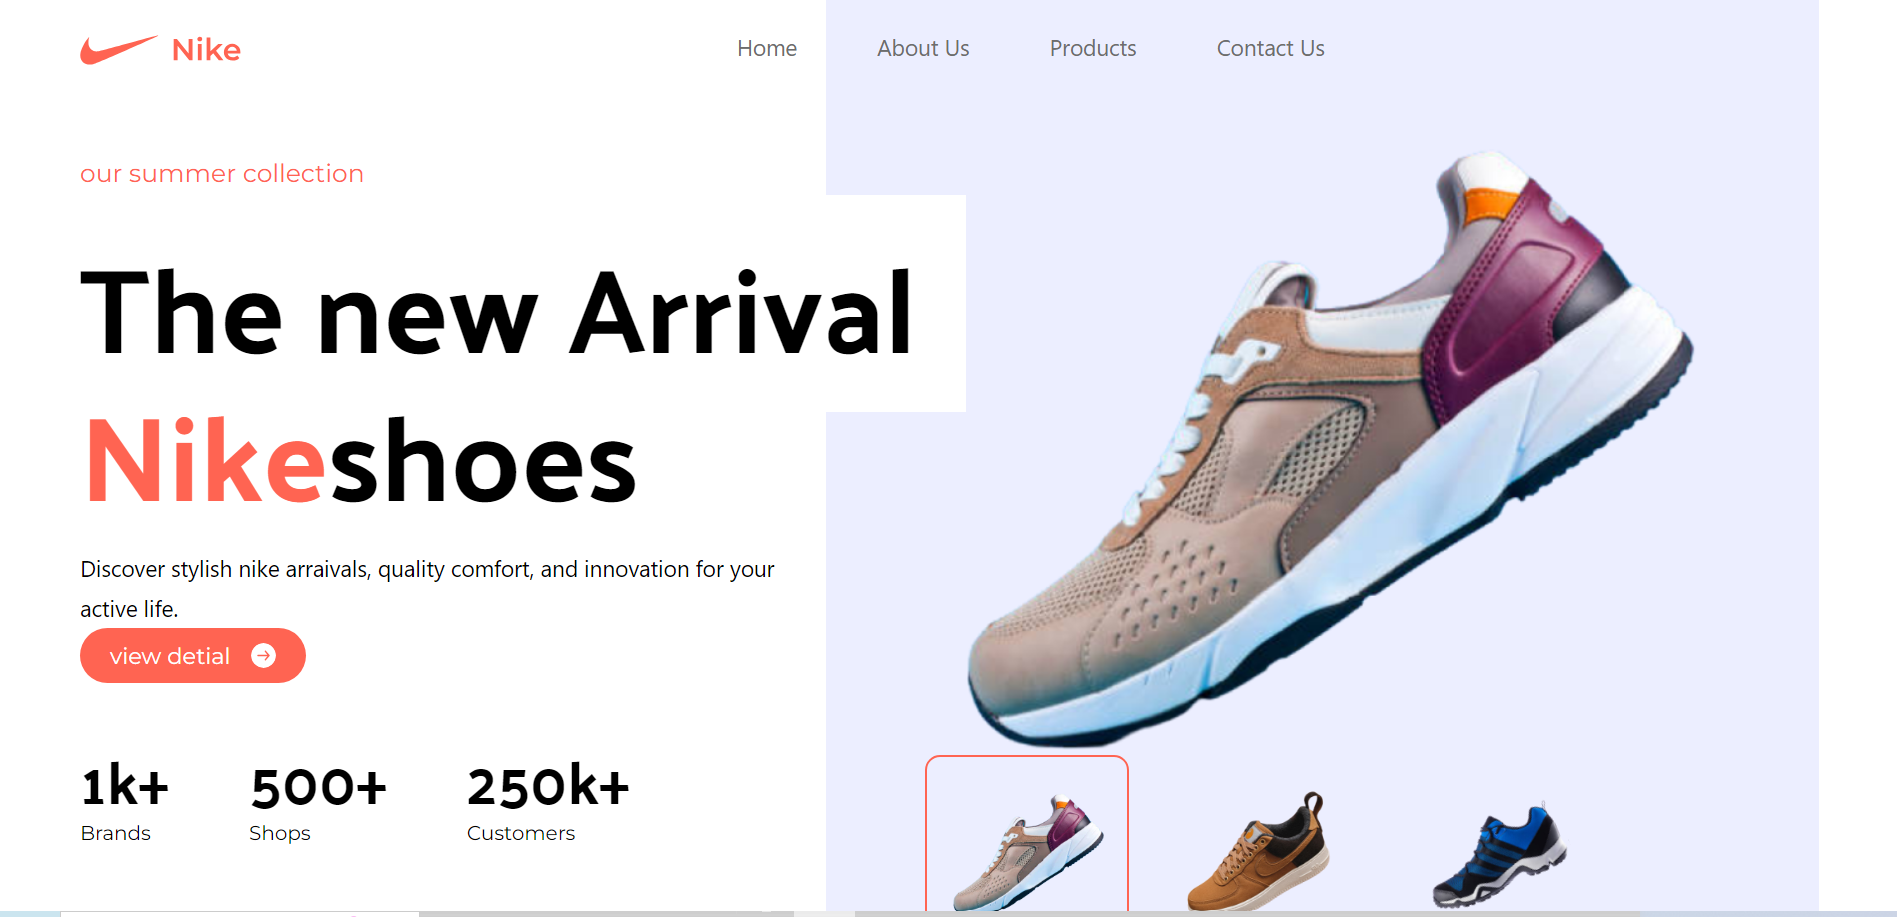 Nike
Home
About Us
Products
Contact Us
our summer collection
The new Arrival
Nikeshoes
Discover stylish nike arraivals, quality comfort, and innovation for your
active life.
view detial
1k+
Brands
500+
Shops
250k+
Customers